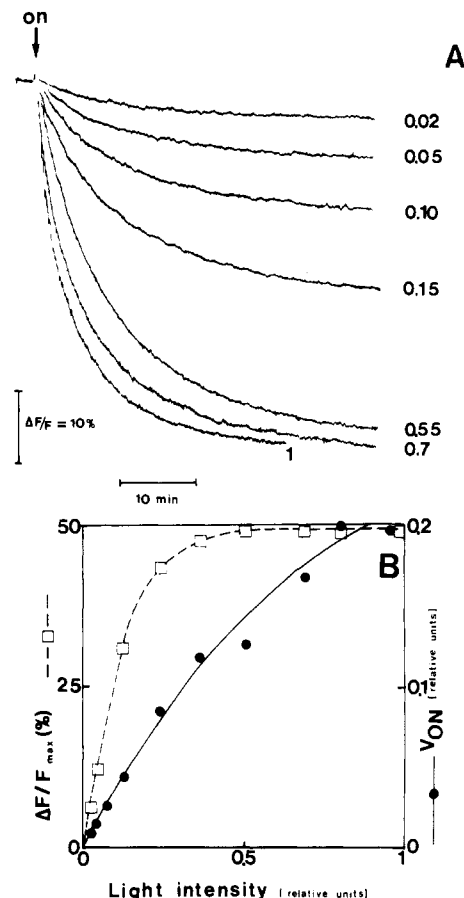 on
A
0.02
0.05
0.10
0.15
0.55
0.7
1
ΔF/F = 10%
10 min
B
50
25
0
ΔF/F max (%)
0,2
0,1
0
VON [relative units]
0
0,5
1
Light intensity [relative units]